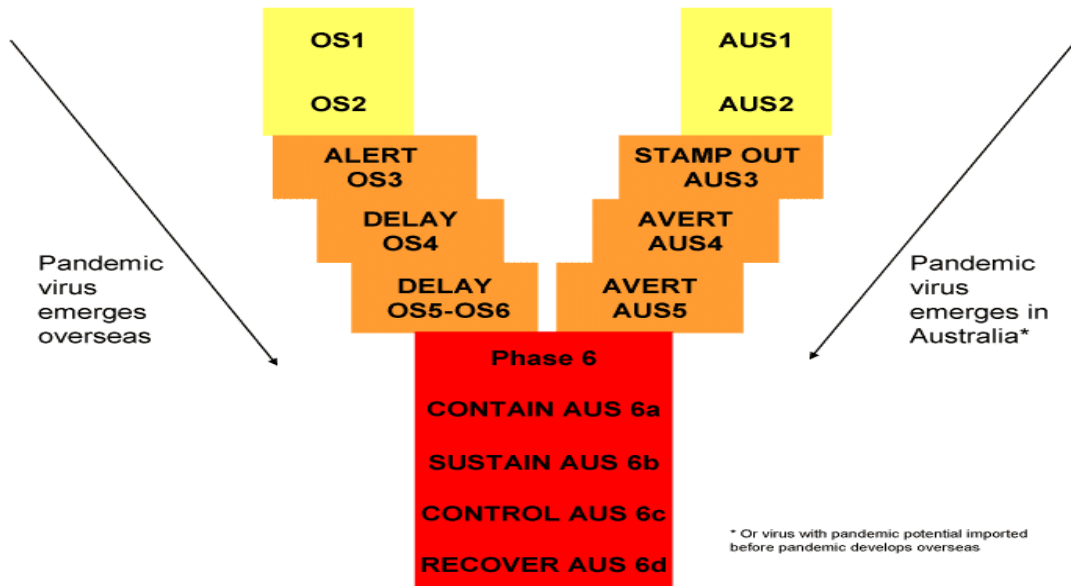 OS1
OS2
ALERT
OS3
DELAY
OS4
DELAY
OS5-OS6
AUS1
AUS2
STAMP OUT
AUS3
AVERT
AUS4
AVERT
AUS5
Pandemic
virus
emerges
overseas
Pandemic
virus
emerges in
Australia*
Phase 6
CONTAIN AUS 6a
SUSTAIN AUS 6b
CONTROL AUS 6c
RECOVER AUS 6d
* Or virus with pandemic potential imported
before pandemic develops overseas